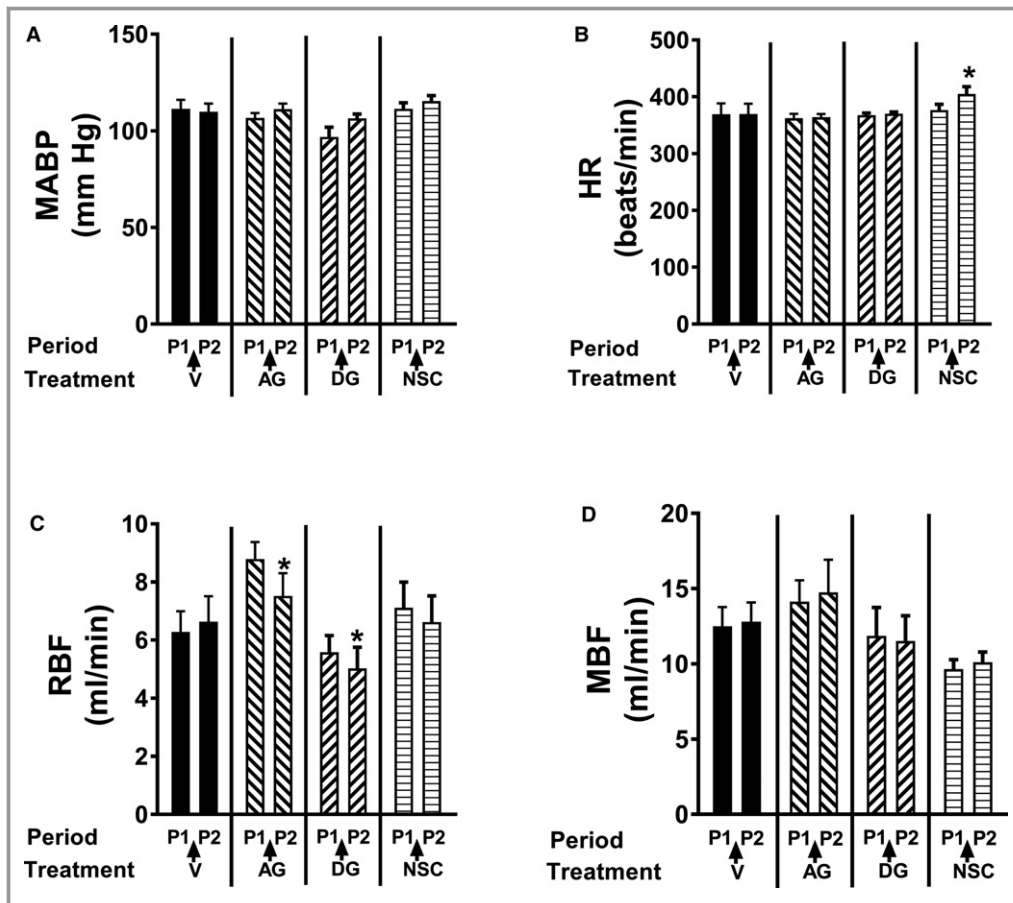 A
MABP
(mm Hg)
150
100
50
0
Period
P1 P2 P1 P2 P1 P2 P1 P2
Treatment
V AG DG NSC
B
HR
(beats/min)
500
400
300
200
100
0
*
Period
P1 P2 P1 P2 P1 P2 P1 P2
Treatment
V AG DG NSC
C
RBF
(ml/min)
10
8
6
4
2
0
*
*
Period
P1 P2 P1 P2 P1 P2 P1 P2
Treatment
V AG DG NSC
D
MBF
(ml/min)
20
15
10
5
0
Period
P1 P2 P1 P2 P1 P2 P1 P2
Treatment
V AG DG NSC